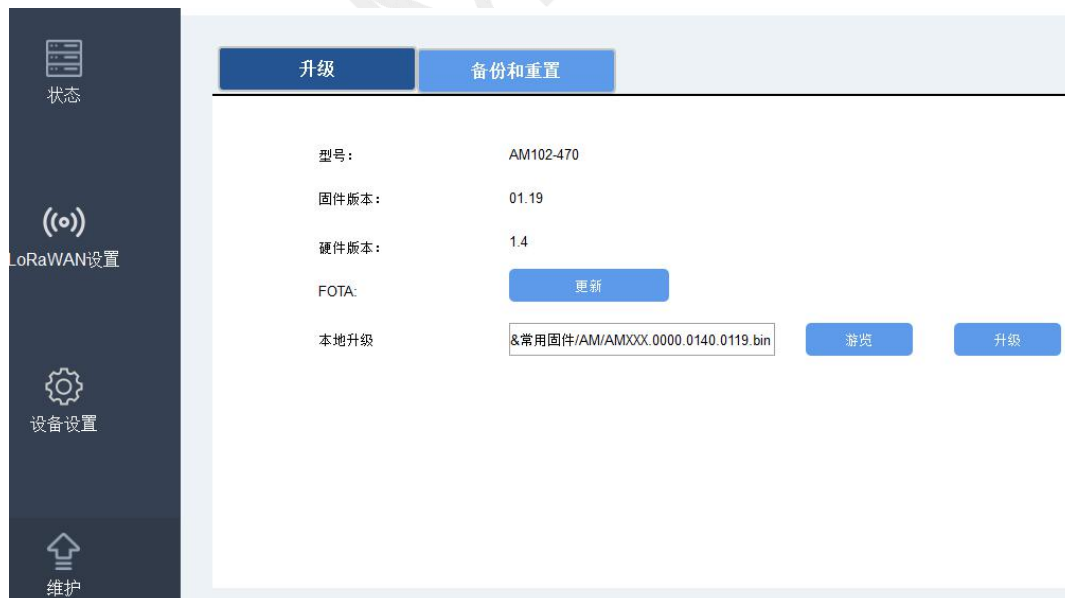 状态
LoRaWAN设置
设备设置
维护
升级
备份和重置
型号：
AM102-470
固件版本：
01.19
硬件版本：
1.4
FOTA:
更新
本地升级
&常用固件/AM/AMXXX.0000.0140.0119.bin
游览
升级